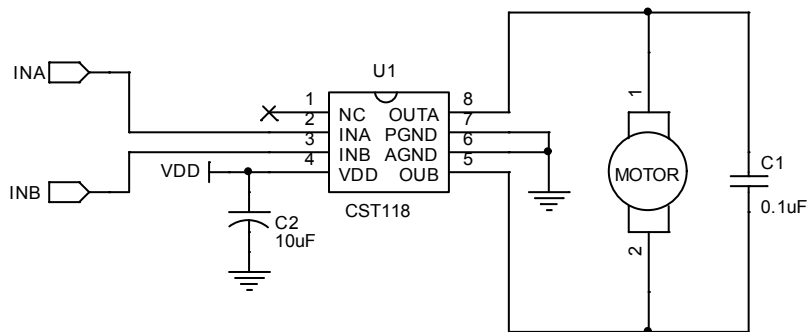 U1
INA
1
NC
OUTA
8
2
INA
PGND
7
3
INB
AGND
6
4
VDD
OUB
5
VDD
INB
CST118
C2
10uF
1
MOTOR
2
C1
0.1uF